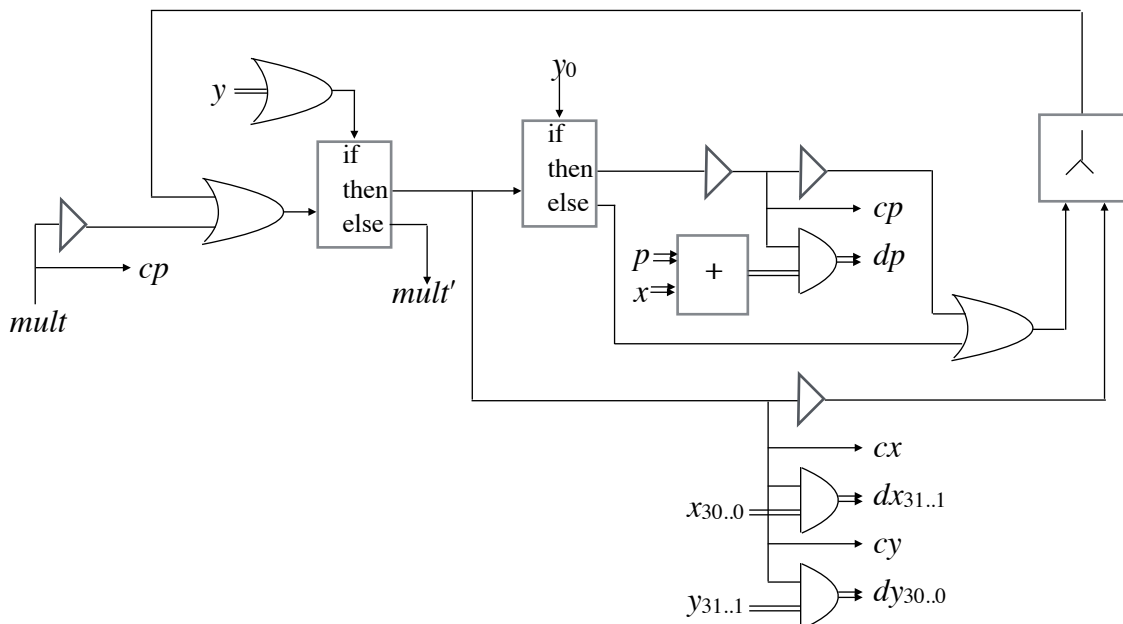 y
y0
if
then
else
if
then
else
cp
p
x
+
dp
cp
mult
mult′
cx
x30..0
dx31..1
cy
y31..1
dy30..0